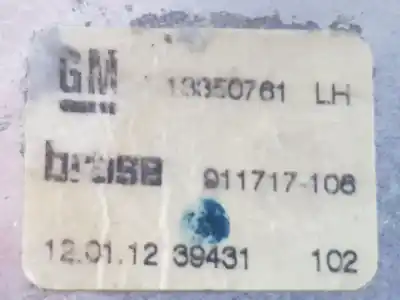 GM 13350761 LH
brose 911717-106
12.01.12 39431 102